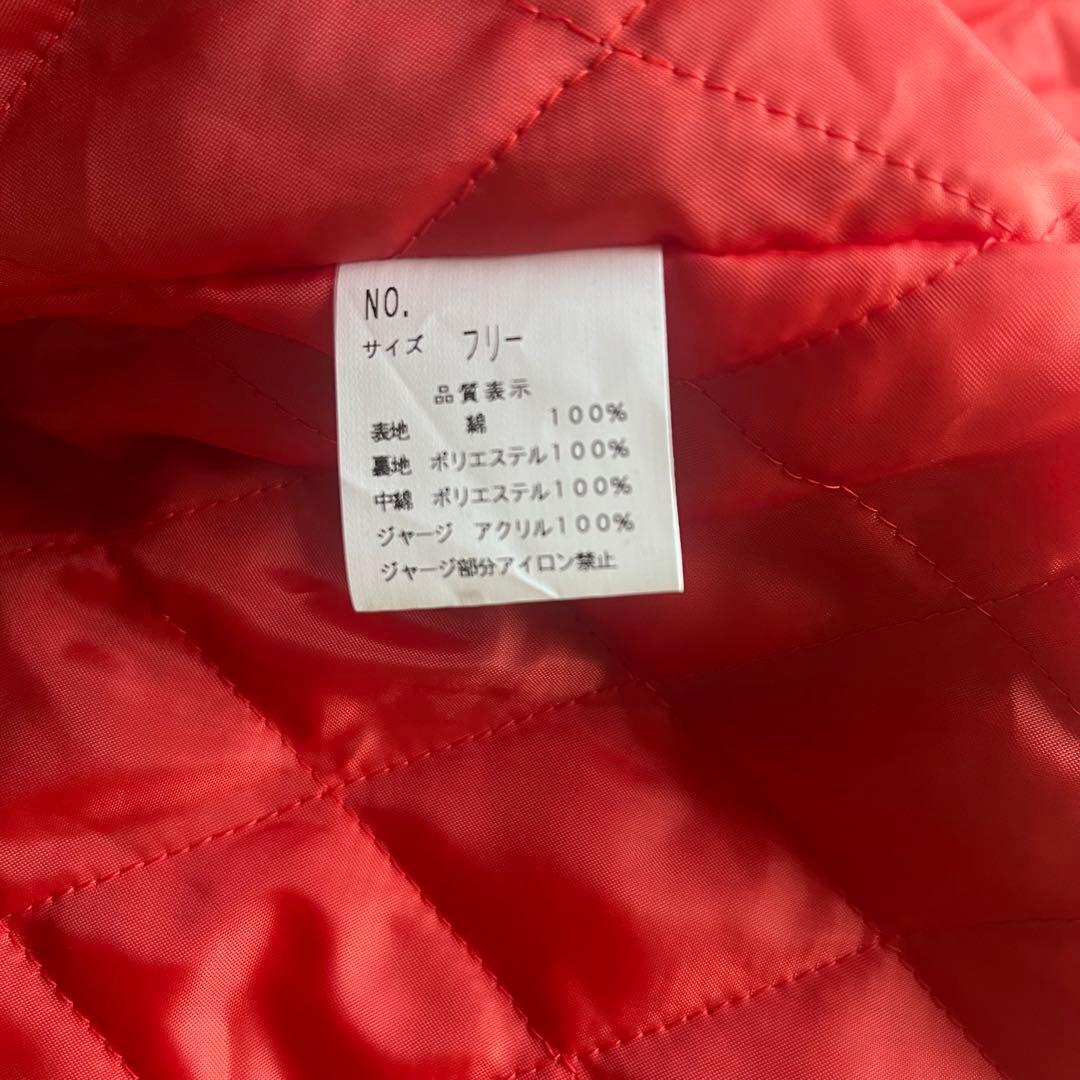 NO.
サイズ フリー
品質表示
表地 綿 100%
裏地 ポリエステル100%
中綿 ポリエステル100%
ジャージ アクリル100%
ジャージ部分アイロン禁止